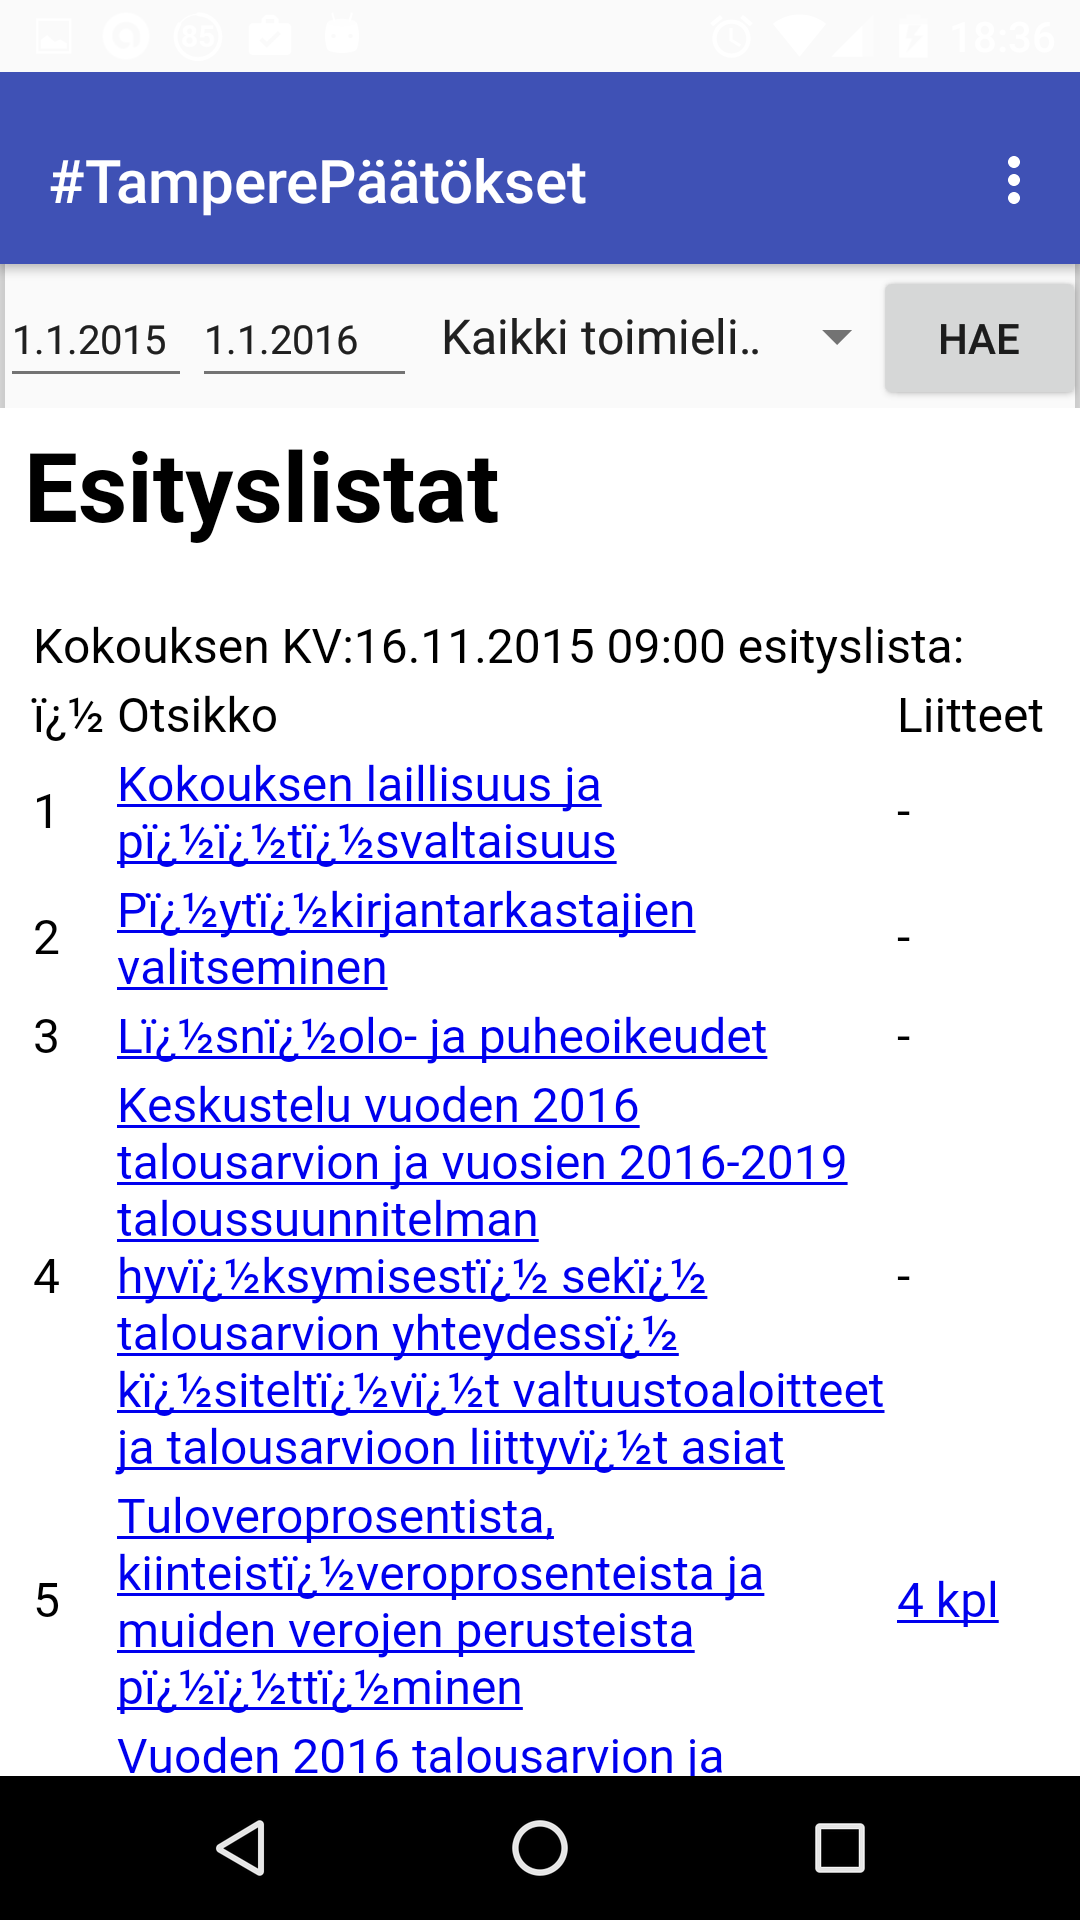 85 18:36
#TamperePäätökset
1.1.2015 1.1.2016 Kaikki toimieli.. HAE
Esityslistat
Kokouksen KV:16.11.2015 09:00 esityslista:
ï¿½ Otsikko Liitteet
1 Kokouksen laillisuus ja -
pï¿½ï¿½tï¿½svaltaisuus
2 Pï¿½ytï¿½kirjantarkastajien -
valitseminen
3 Lï¿½snï¿½olo- ja puheoikeudet -
Keskustelu vuoden 2016
talousarvion ja vuosien 2016-2019
taloussuunnitelman
4 hyvï¿½ksymisestï¿½ sekï¿½ -
talousarvion yhteydessï¿½
kï¿½siteltï¿½vï¿½t valtuustoaloitteet
ja talousarvioon liittyvï¿½t asiat
Tuloveroprosentista,
kiinteistï¿½veroprosenteista ja
5 muiden verojen perusteista 4 kpl
pï¿½ï¿½ttï¿½minen
Vuoden 2016 talousarvion ja